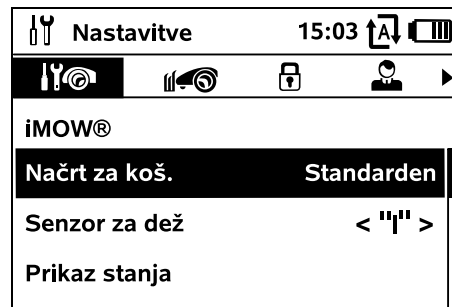 Nastavitve 15:03
iMOW®
Načrt za koš. Standarden
Senzor za dež < >
Prikaz stanja